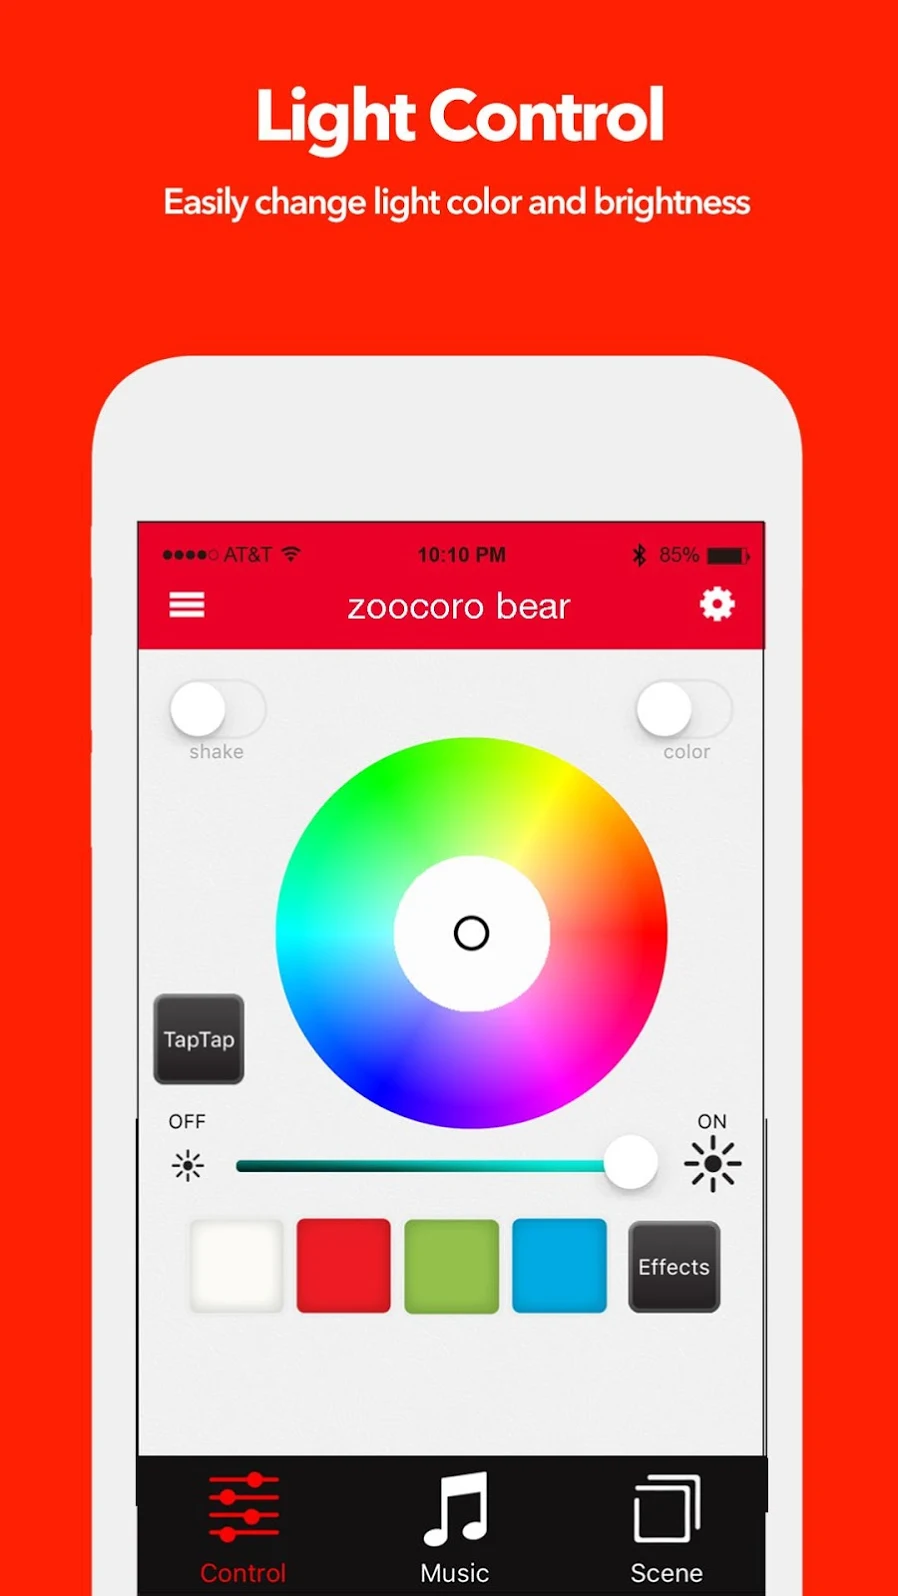 Light Control
Easily change light color and brightness
AT&T 10:10 PM 85%
zoocoro bear
shake color
TapTap
OFF ON
Effects
Control Music Scene